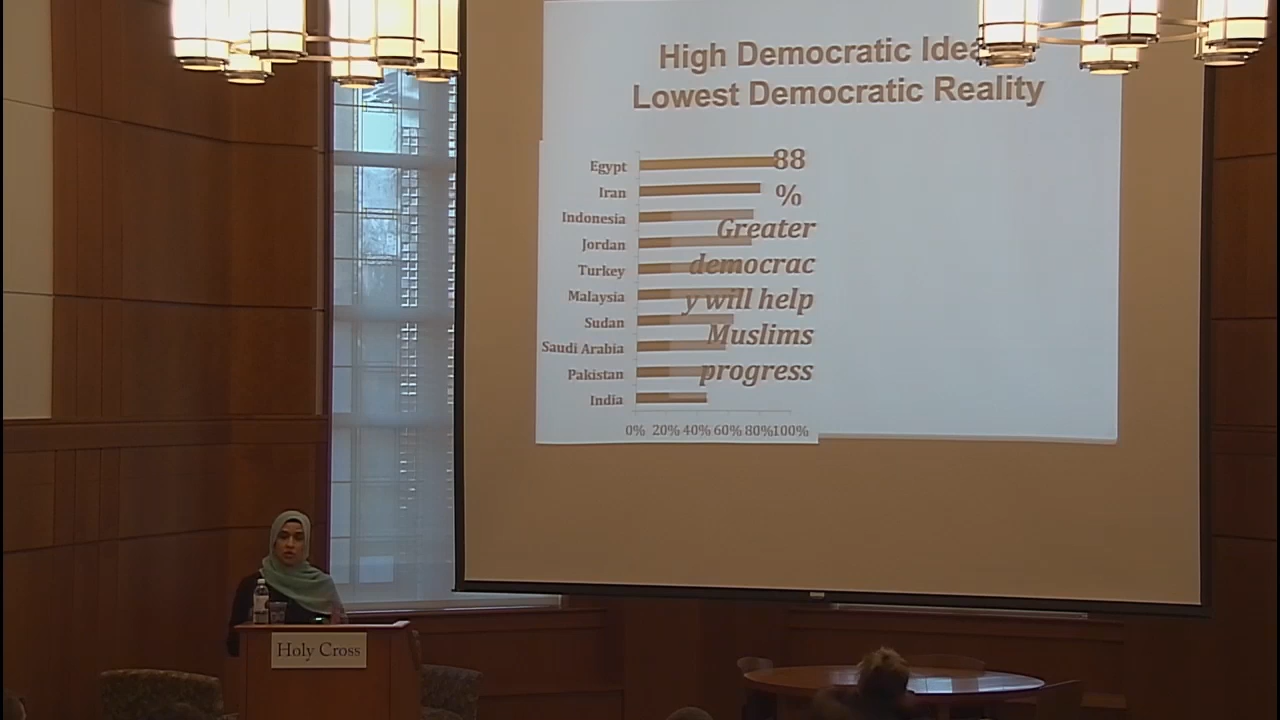 High Democratic
Lowest Democratic Reality
Egypt
Iran
Indonesia
Jordan
Turkey
Malaysia
Sudan
Saudi Arabia
Pakistan
India
88
%
Greater
democrac
y will help
Muslims
progress
0% 20% 40% 60% 80%100%
Holy Cross